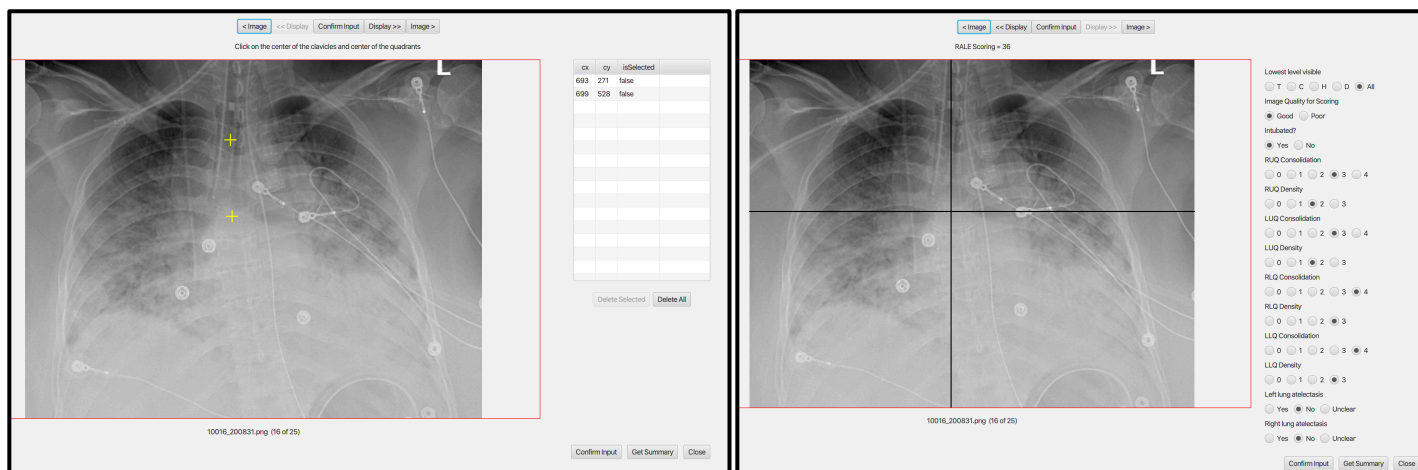 < Image << Display Confirm Input Display >> Image >
Click on the center of the clavicles and center of the quadrants
L
cx cy isSelected
693 271 false
699 528 false
Delete Selected Delete All
10016_200831.png (16 of 25)
Confirm Input Get Summary Close
< Image << Display Confirm Input Display >> Image >
RALE Scoring = 36
L
Lowest level visible
T C H D All
Image Quality for Scoring
Good Poor
Intubated?
Yes No
RUQ Consolidation
0 1 2 3 4
RUQ Density
0 1 2 3
LUQ Consolidation
0 1 2 3 4
LUQ Density
0 1 2 3
RLQ Consolidation
0 1 2 3 4
RLQ Density
0 1 2 3
LLQ Consolidation
0 1 2 3 4
LLQ Density
0 1 2 3
Left lung atelectasis
Yes No Unclear
Right lung atelectasis
Yes No Unclear
10016_200831.png (16 of 25)
Confirm Input Get Summary Close